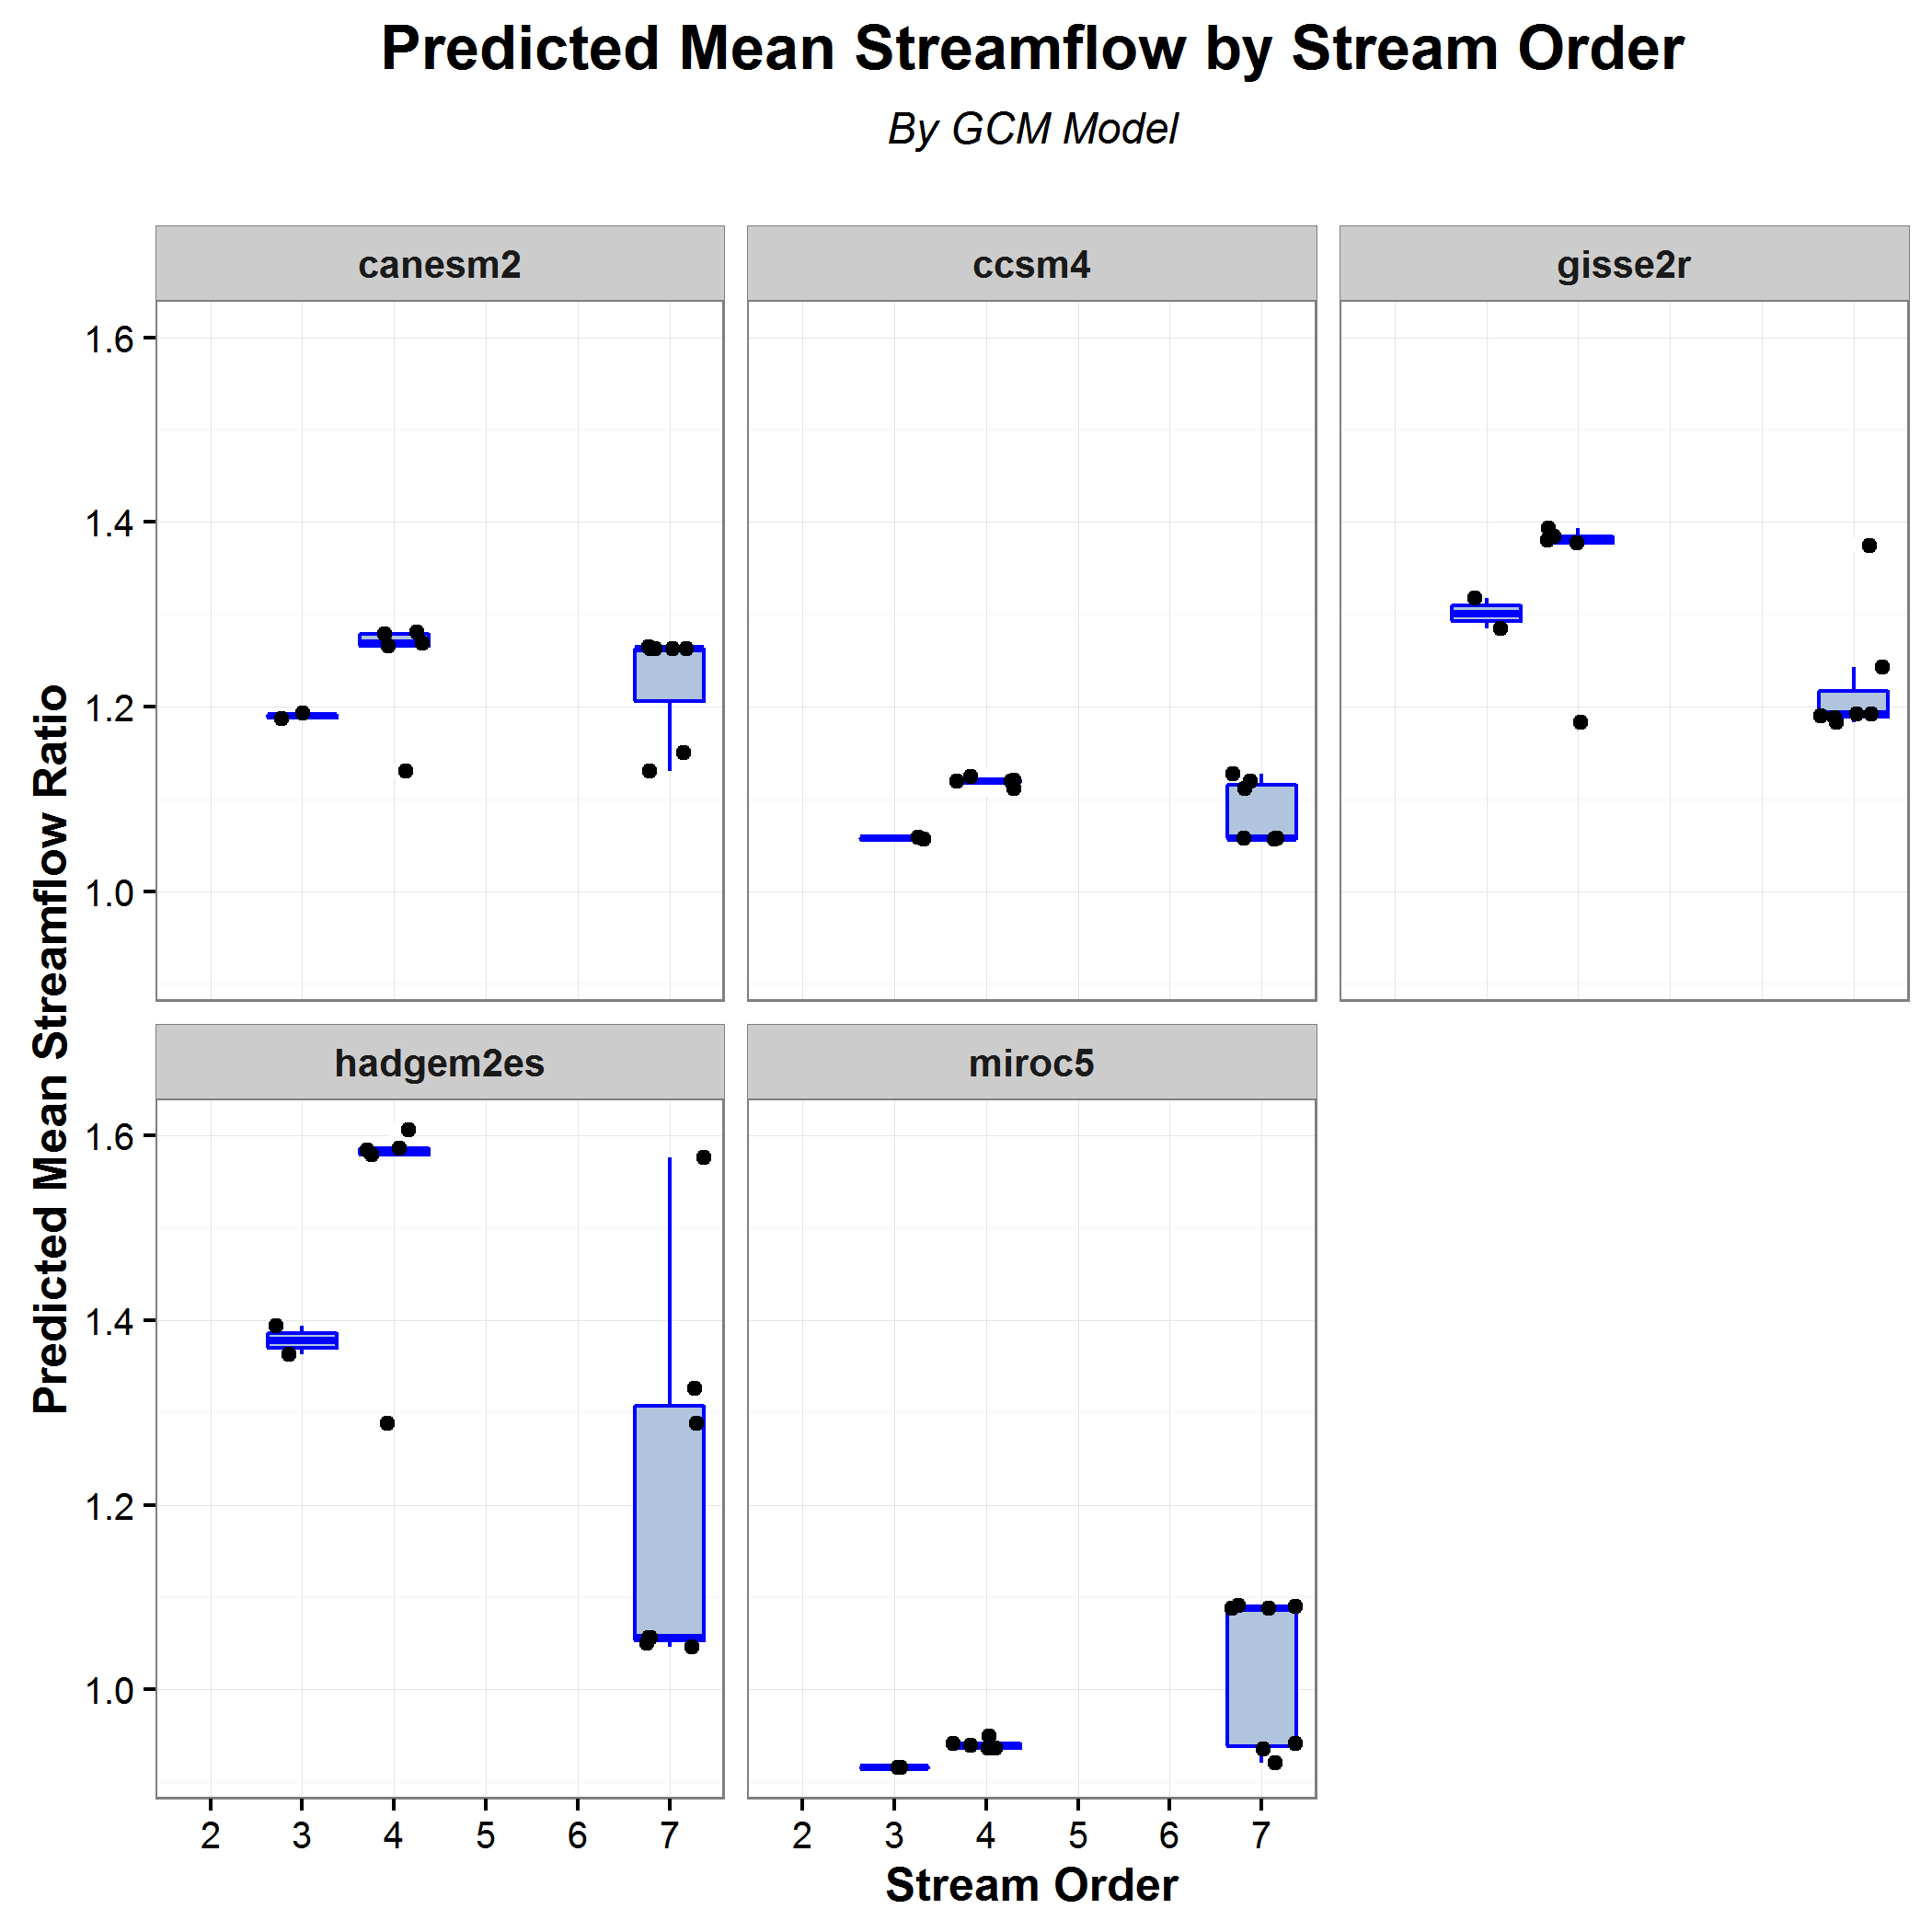 Predicted Mean Streamflow by Stream Order
By GCM Model
canesm2
ccsm4
gisse2r
1.6
1.4
1.2
1.0
Predicted Mean Streamflow Ratio
hadgem2es
miroc5
1.6
1.4
1.2
1.0
2 3 4 5 6 7
2 3 4 5 6 7
Stream Order